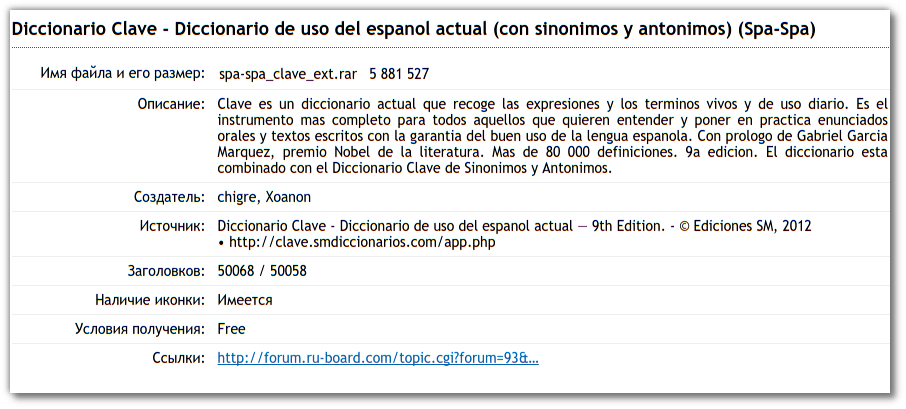 Diccionario Clave - Diccionario de uso del espanol actual (con sinonimos y antonimos) (Spa-Spa)
Имя файла и его размер: spa-spa_clave_ext.rar 5 881 527
Описание: Clave es un diccionario actual que recoge las expresiones y los terminos vivos y de uso diario. Es el
instrumento mas completo para todos aquellos que quieren entender y poner en practica enunciados
orales y textos escritos con la garantia del buen uso de la lengua espanola. Con prologo de Gabriel Garcia
Marquez, premio Nobel de la literatura. Mas de 80 000 definiciones. 9a edicion. El diccionario esta
combinado con el Diccionario Clave de Sinonimos y Antonimos.
Создатель: chigre, Xoanon
Источник: Diccionario Clave - Diccionario de uso del espanol actual — 9th Edition. - © Ediciones SM, 2012
• http://clave.smdiccionarios.com/app.php
Заголовков: 50068 / 50058
Наличие иконки: Имеется
Условия получения: Free
Ссылки: http://forum.ru-board.com/topic.cgi?forum=93&...